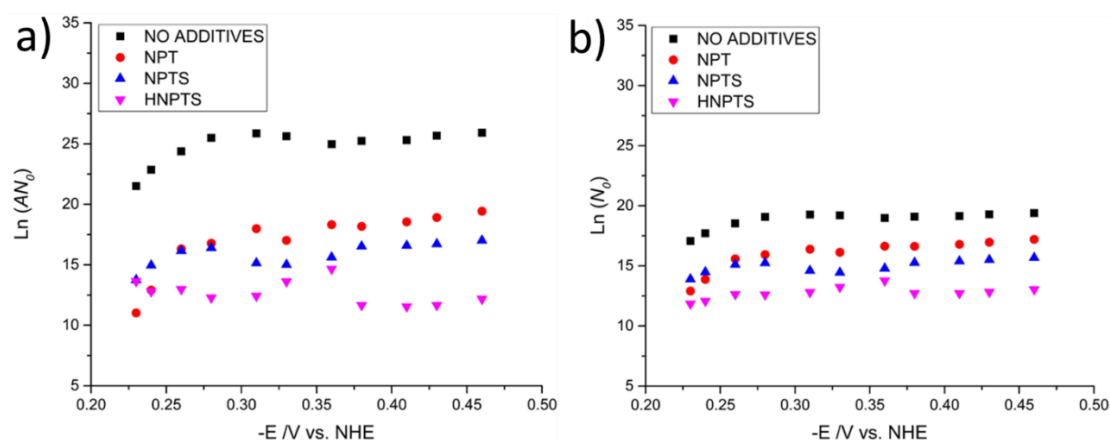 a)
NO ADDITIVES
NPT
NPTS
HNPTS
Ln (AN₀)
35
30
25
20
15
10
5
0.20 0.25 0.30 0.35 0.40 0.45 0.50
-E /V vs. NHE
b)
NO ADDITIVES
NPT
NPTS
HNPTS
Ln (N₀)
35
30
25
20
15
10
5
0.20 0.25 0.30 0.35 0.40 0.45 0.50
-E /V vs. NHE